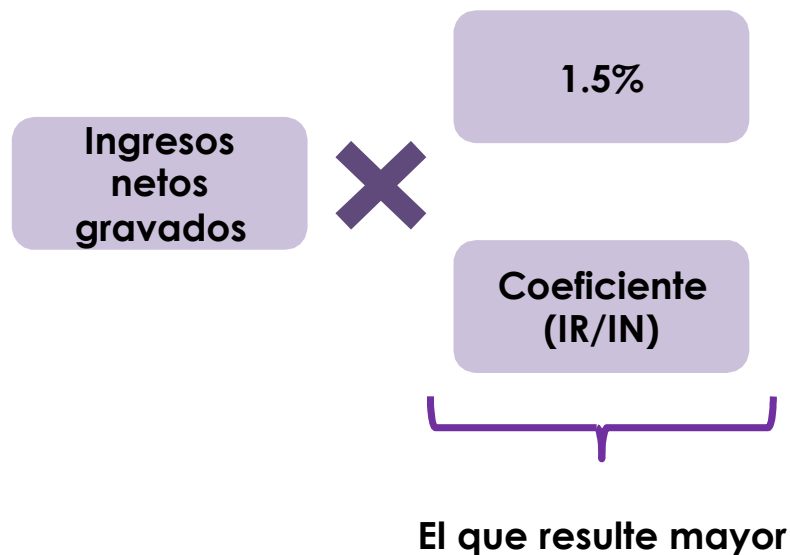 1.5%
Ingresos
netos
gravados
Coeficiente
(IR/IN)
El que resulte mayor